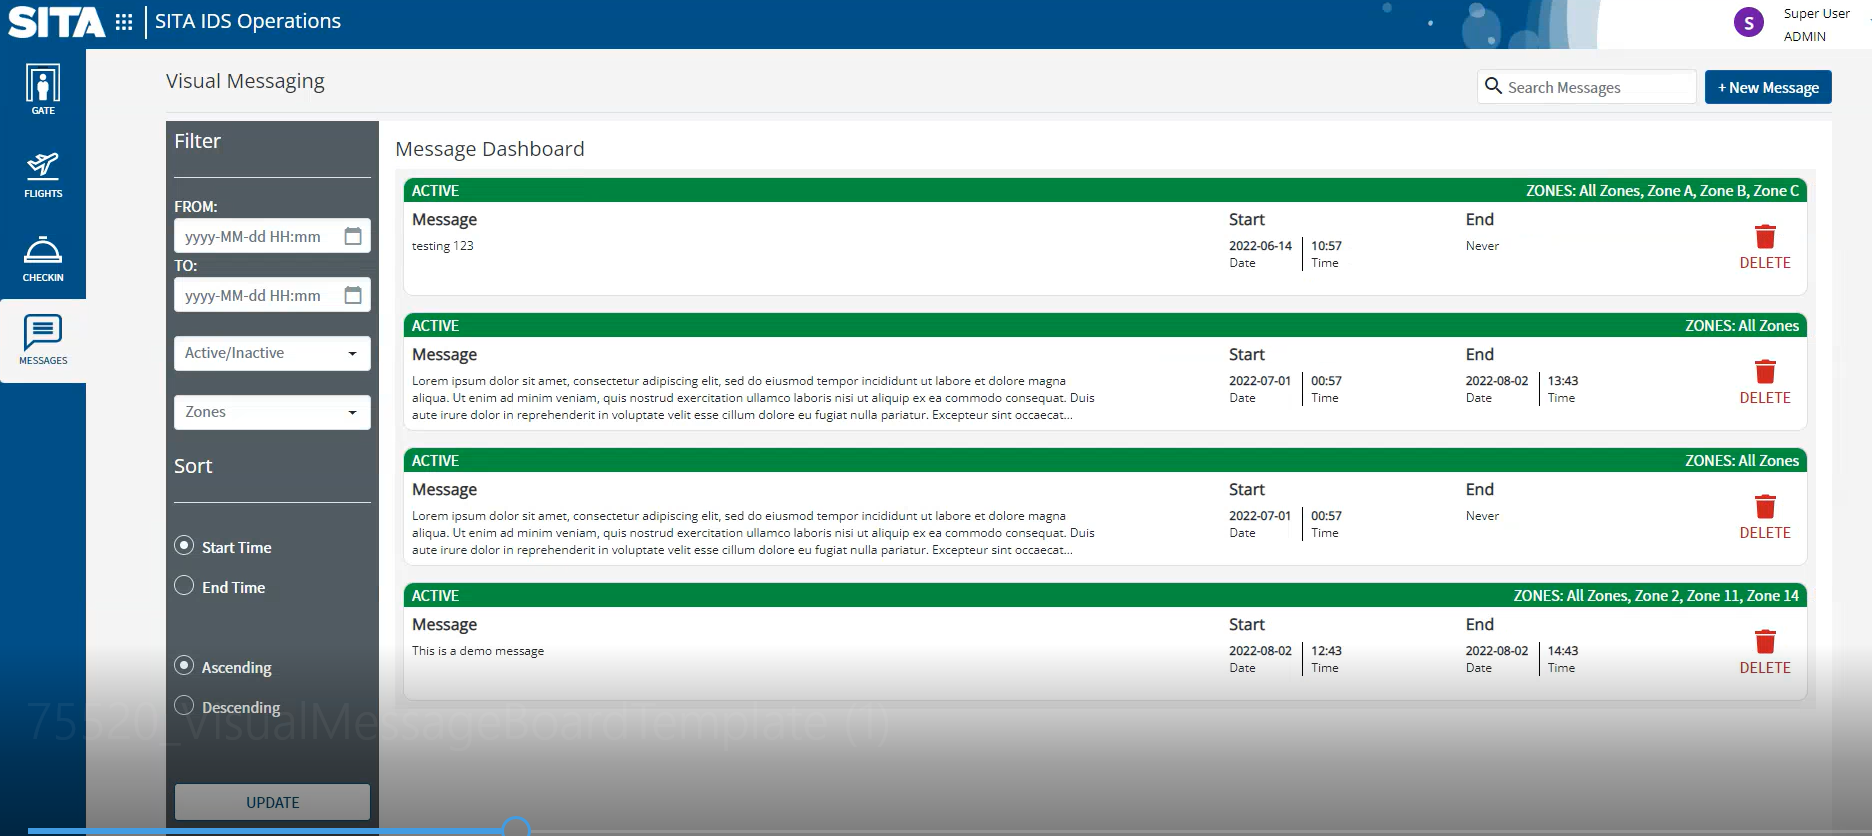 SITA SITA IDS Operations
S Super User
ADMIN
GATE
FLIGHTS
CHECKIN
MESSAGES
Visual Messaging
Search Messages
+ New Message
Filter
FROM:
yyyy-MM-dd HH:mm
TO:
yyyy-MM-dd HH:mm
Active/Inactive
Zones
Sort
Start Time
End Time
Ascending
Descending
UPDATE
Message Dashboard
ACTIVE ZONES: All Zones, Zone A, Zone B, Zone C
Message Start End
testing 123 2022-06-14 10:57 Never
Date Time
DELETE
ACTIVE ZONES: All Zones
Message Start End
Lorem ipsum dolor sit amet, consectetur adipiscing elit, sed do eiusmod tempor incididunt ut labore et dolore magna
aliqua. Ut enim ad minim veniam, quis nostrud exercitation ullamco laboris nisi ut aliquip ex ea commodo consequat. Duis
aute irure dolor in reprehenderit in voluptate velit esse cillum dolore eu fugiat nulla pariatur. Excepteur sint occaecat...
2022-07-01 00:57 2022-08-02 13:43
Date Time Date Time
DELETE
ACTIVE ZONES: All Zones
Message Start End
Lorem ipsum dolor sit amet, consectetur adipiscing elit, sed do eiusmod tempor incididunt ut labore et dolore magna
aliqua. Ut enim ad minim veniam, quis nostrud exercitation ullamco laboris nisi ut aliquip ex ea commodo consequat. Duis
aute irure dolor in reprehenderit in voluptate velit esse cillum dolore eu fugiat nulla pariatur. Excepteur sint occaecat...
2022-07-01 00:57 Never
Date Time
DELETE
ACTIVE ZONES: All Zones, Zone 2, Zone 11, Zone 14
Message Start End
This is a demo message 2022-08-02 12:43 2022-08-02 14:43
Date Time Date Time
DELETE
75520_VisualMessageBoardTemplate (1)